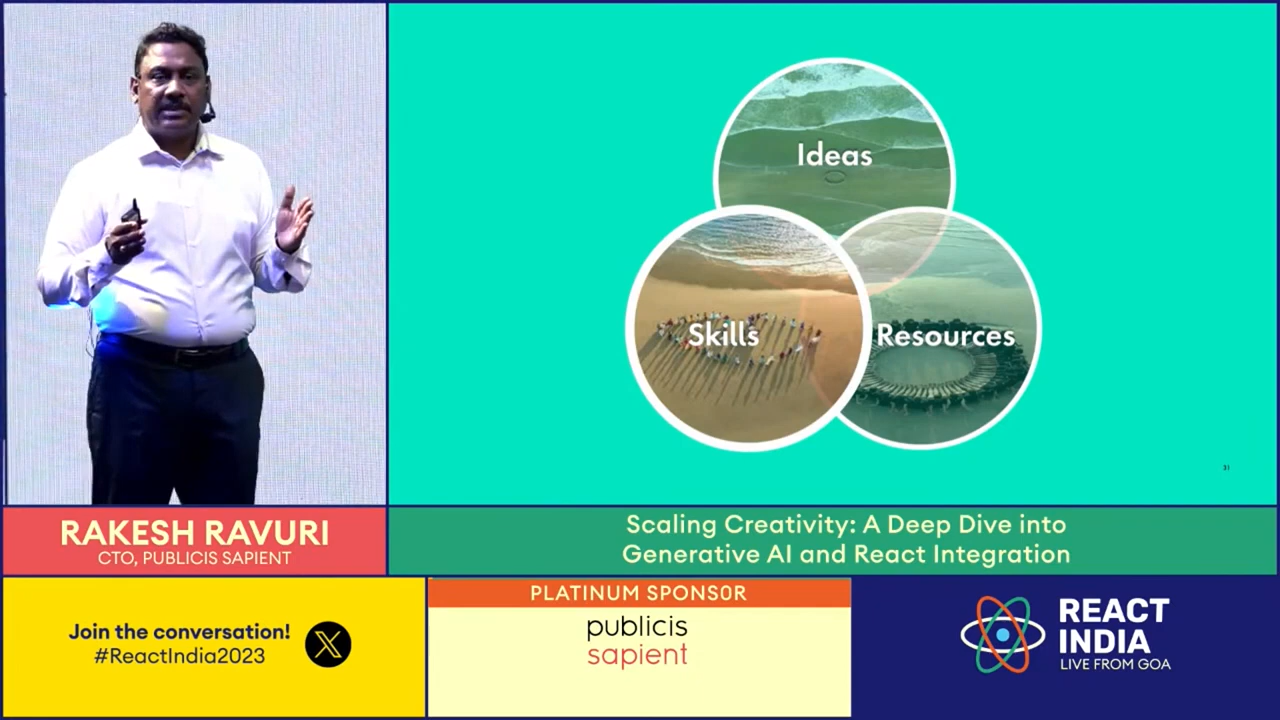 Ideas
Skills
Resources
31
RAKESH RAVURI
CTO, PUBLICIS SAPIENT
Scaling Creativity: A Deep Dive into
Generative AI and React Integration
Join the conversation!
#ReactIndia2023
X
PLATINUM SPONSOR
publicis
sapient
REACT
INDIA
LIVE FROM GOA